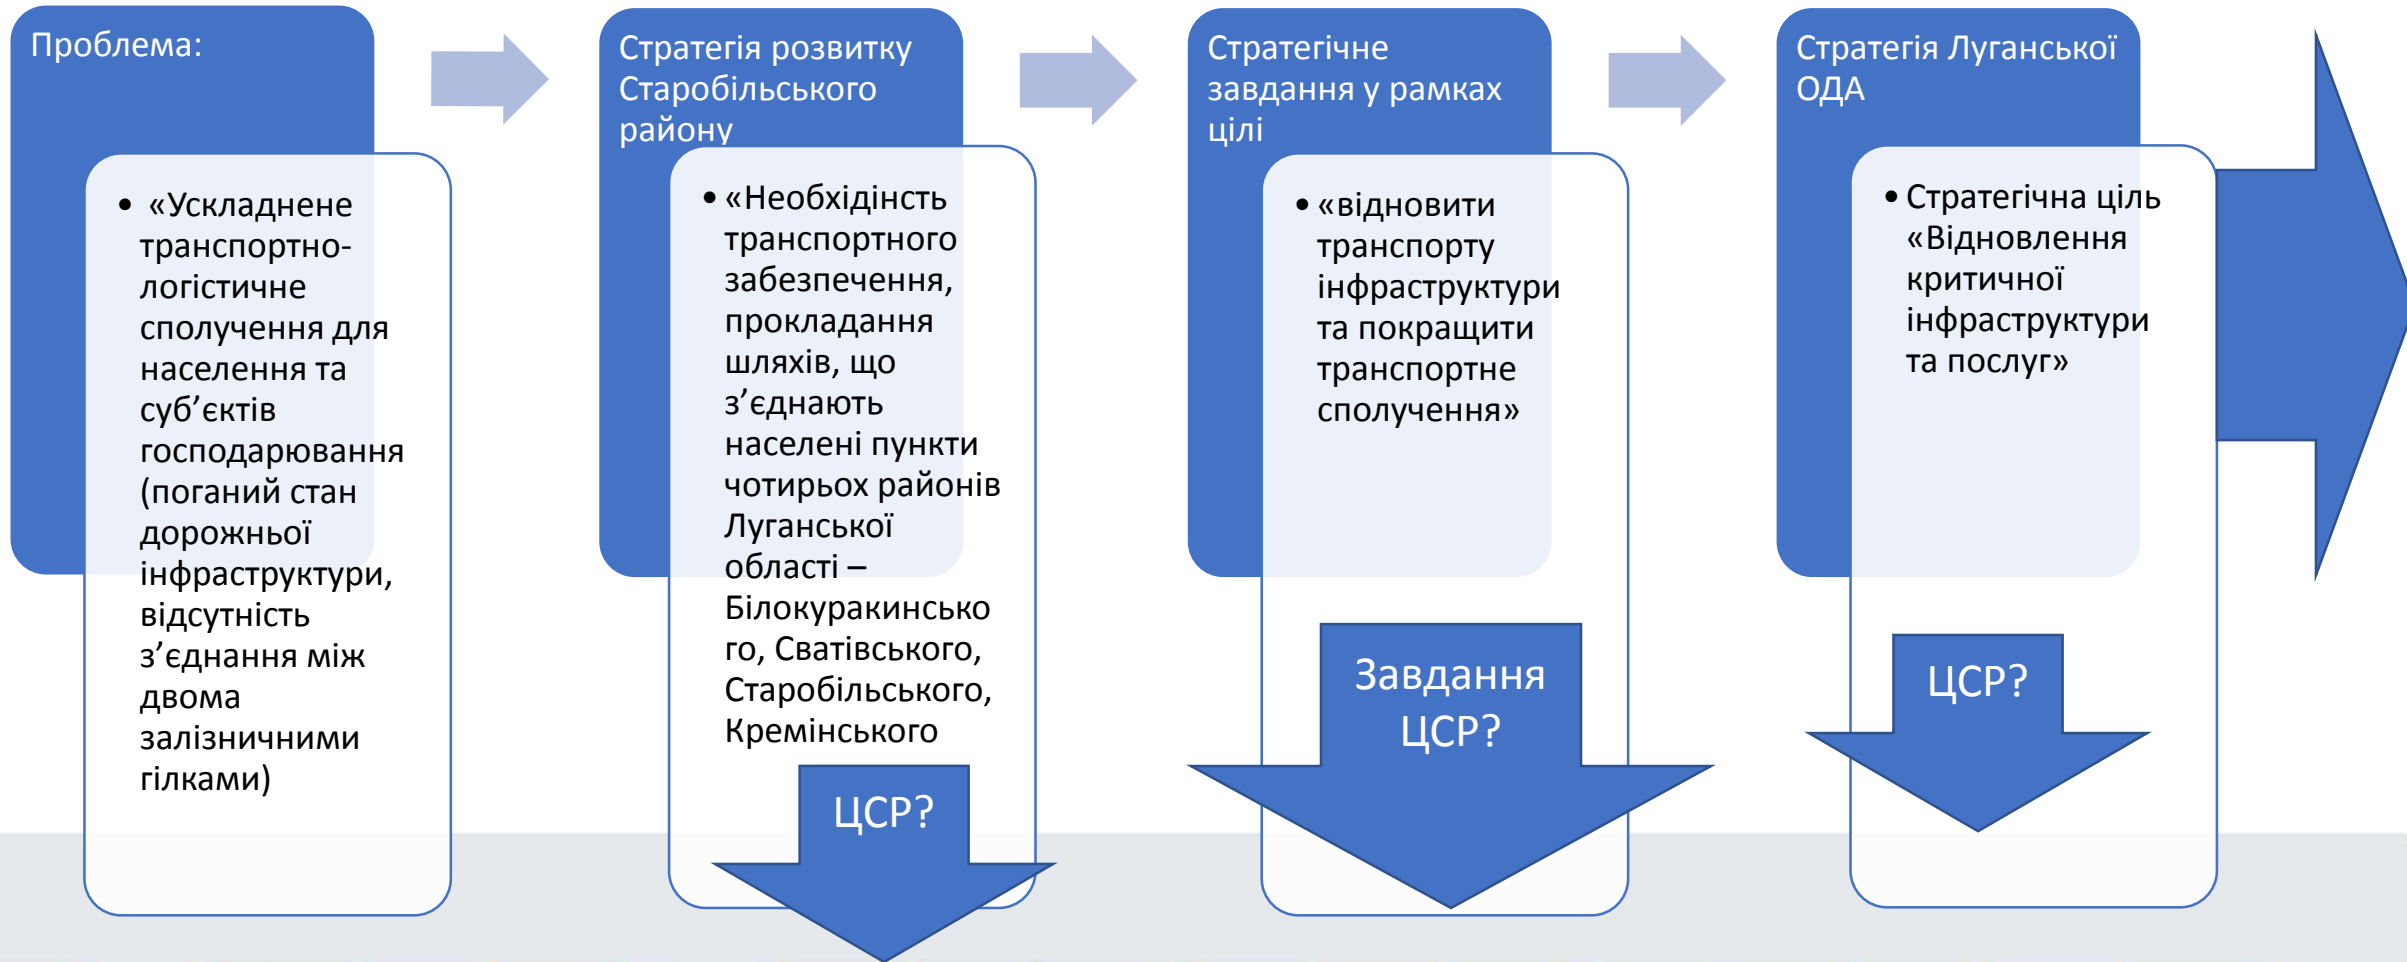 Проблема:
• «Ускладнене
транспортно-
логістичне
сполучення для
населення та
суб’єктів
господарювання
(поганий стан
дорожньої
інфраструктури,
відсутність
з’єднання між
двома
залізничними
гілками)
Стратегія розвитку
Старобільського
району
• «Необхідінсть
транспортного
забезпечення,
прокладання
шляхів, що
з’єднають
населені пункти
чотирьох районів
Луганської
області –
Білокуракинсько
го, Сватівського,
Старобільського,
Кремінського
ЦСР?
Стратегічне
завдання у рамках
цілі
• «відновити
транспорту
інфраструктури
та покращити
транспортне
сполучення»
Завдання
ЦСР?
Стратегія Луганської
ОДА
• Стратегічна ціль
«Відновлення
критичної
інфраструктури
та послуг»
ЦСР?